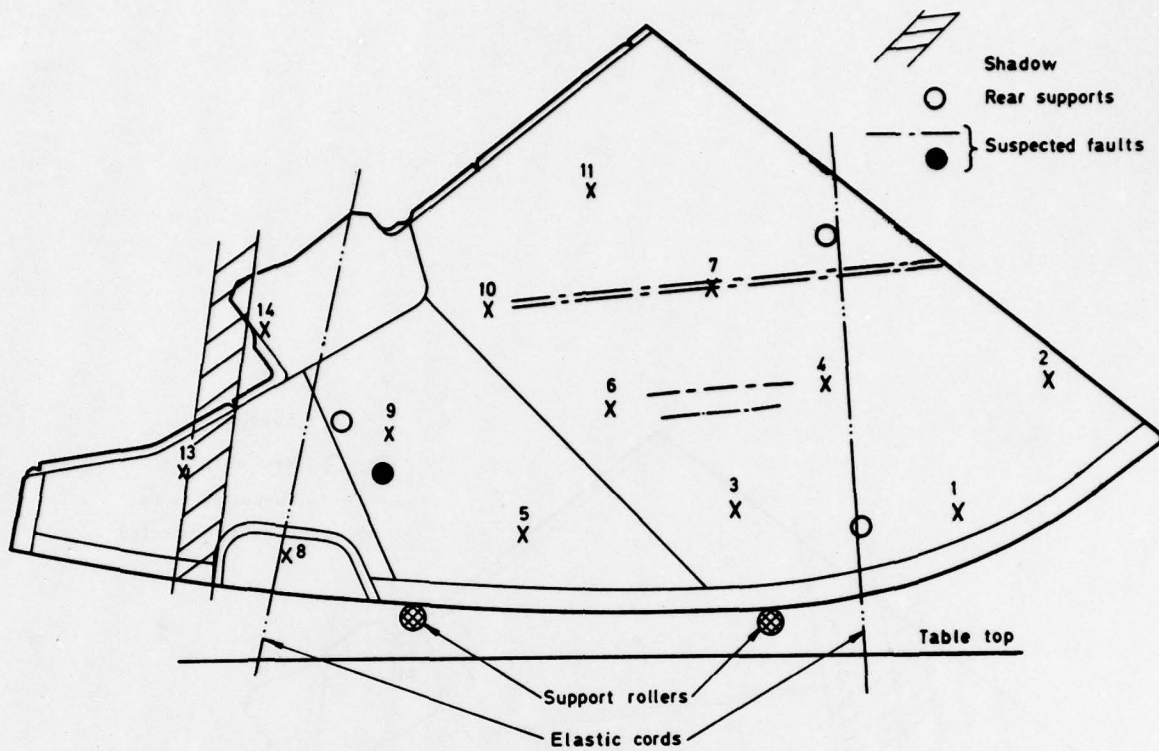 Shadow
Rear supports
Suspected faults
11
7
10
14
2
4
6
9
13
3
1
5
8
Table top
Support rollers
Elastic cords